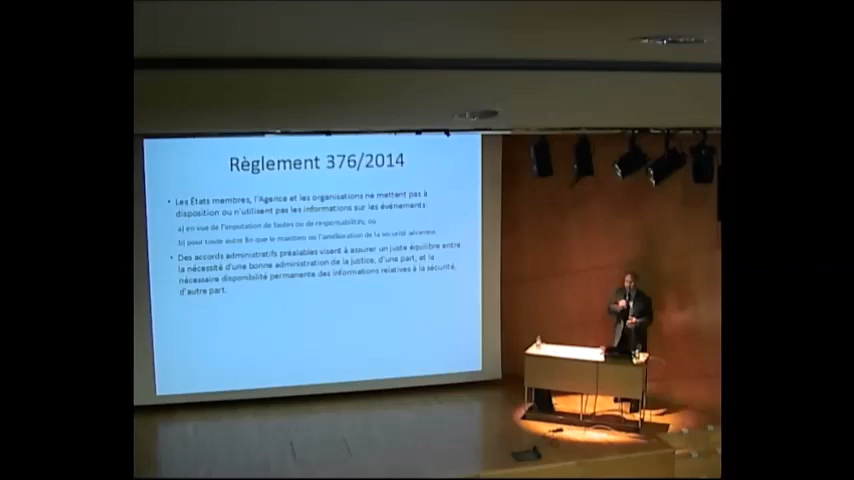 Règlement 376/2014
• Les États membres, l'Agence et les organisations ne mettent pas à
disposition ou n'utilisent pas les informations sur les événements:
a) en vue de l'imputation de fautes ou de responsabilités, ou
b) pour toute autre fin que le maintien ou l'amélioration de la sécurité aérienne.
• Des accords administratifs préalables visent à assurer un juste équilibre entre
la nécessité d'une bonne administration de la justice, d'une part, et la
nécessaire disponibilité permanente des informations relatives à la sécurité,
d'autre part.